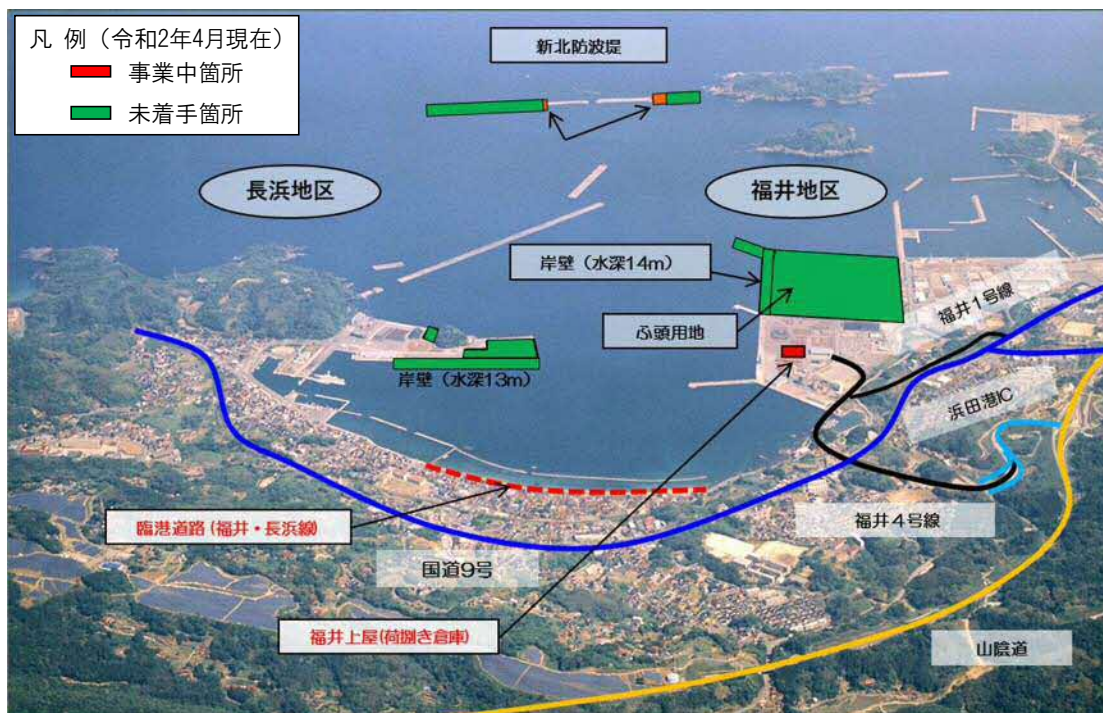 凡 例（令和2年4月現在）
事業中箇所
未着手箇所
新北防波堤
長浜地区
福井地区
岸壁（水深14m）
ふ頭用地
福井1号線
岸壁（水深13m）
浜田港IC
臨港道路(福井・長浜線)
福井4号線
国道9号
福井上屋(荷捌き倉庫)
山陰道